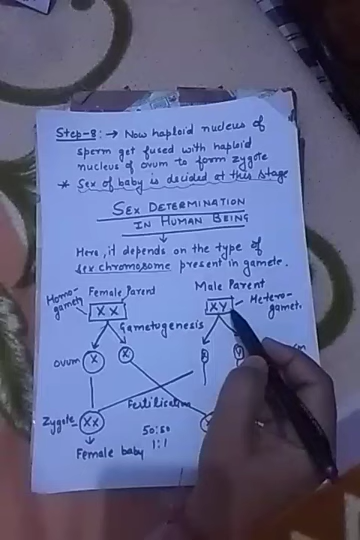 Step-8:→ Now haploid nucleus of
sperm get fused with haploid
nucleus of ovum to form zygote
* Sex of baby is decided at this stage
SEX DETERMINATION
IN HUMAN BEING
Here, it depends on the type of
sex chromosome present in gamete.
Female Parent
Male Parent
Homo-
gameti
XX
XY
Hetero-
gamet.
Gametogenesis
ovum
X
X
X
Fertilisation
Zygote
XX
50:50
1:1
Female baby